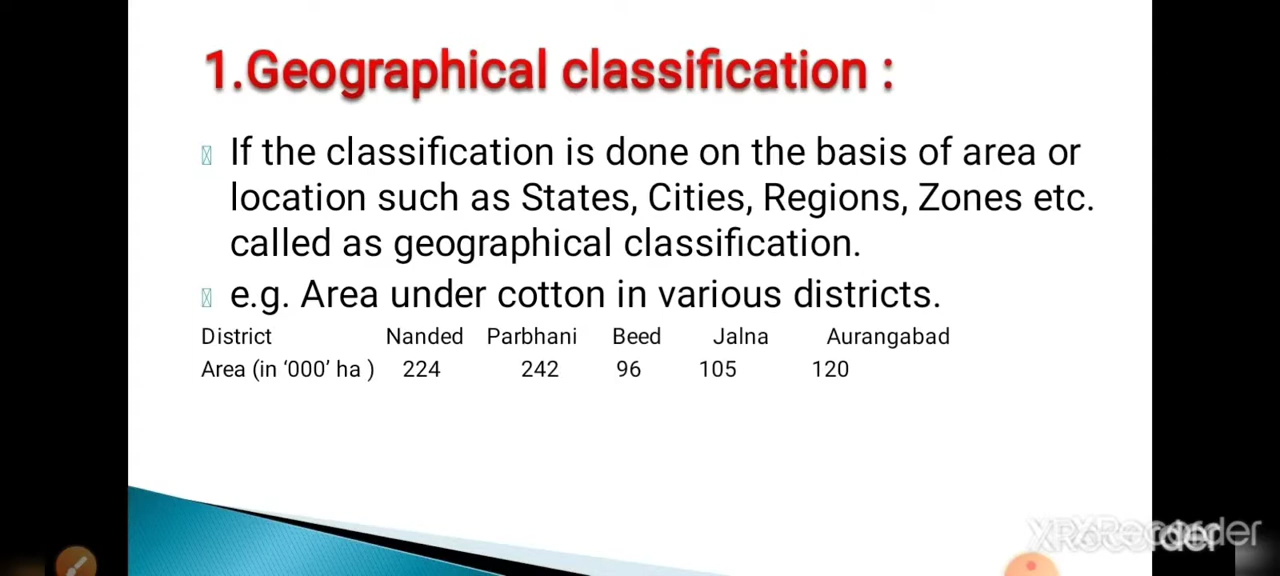 1.Geographical classification :
If the classification is done on the basis of area or
location such as States, Cities, Regions, Zones etc.
called as geographical classification.
e.g. Area under cotton in various districts.
District Nanded Parbhani Beed Jalna Aurangabad
Area (in ‘000’ ha ) 224 242 96 105 120
XRecorder